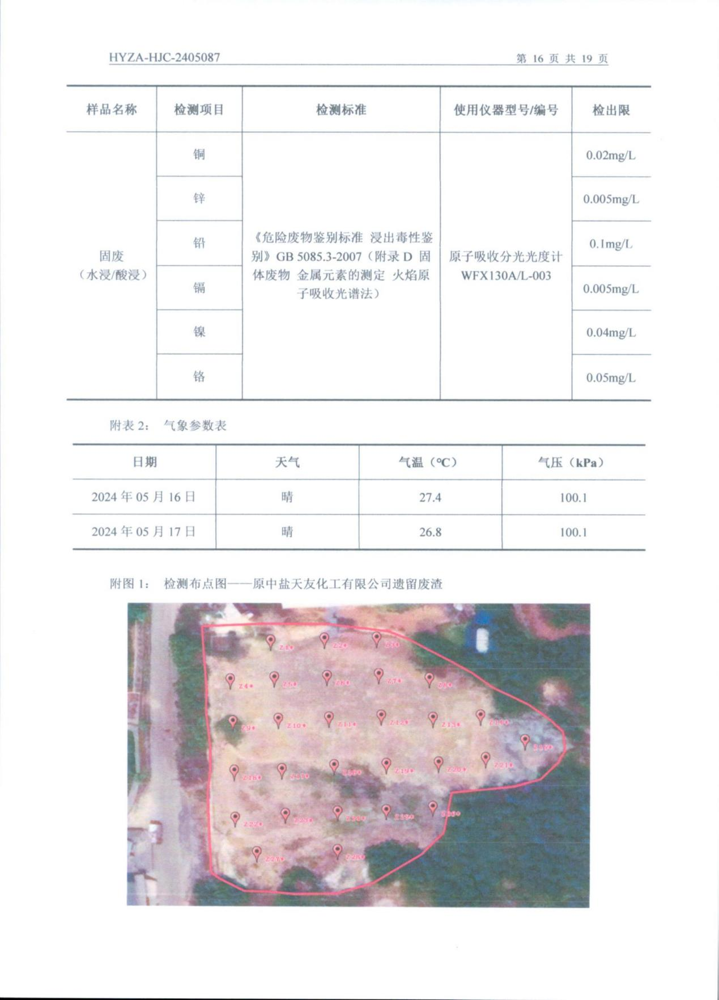 HYZA-HJC-2405087 第 16 页 共 19 页
样品名称 检测项目 检测标准 使用仪器型号/编号 检出限
固废
（水浸/酸浸）
铜
锌
铅
镉
镍
铬
《危险废物鉴别标准 浸出毒性鉴
别》GB 5085.3-2007（附录 D 固
体废物 金属元素的测定 火焰原
子吸收光谱法）
原子吸收分光光度计
WFX130A/L-003
0.02mg/L
0.005mg/L
0.1mg/L
0.005mg/L
0.04mg/L
0.05mg/L
附表 2： 气象参数表
日期 天气 气温（℃） 气压（kPa）
2024 年 05 月 16 日 晴 27.4 100.1
2024 年 05 月 17 日 晴 26.8 100.1
附图 1： 检测布点图——原中盐天友化工有限公司遗留废渣
Z1* Z2* Z3*
Z4* Z5* Z6* Z7* Z8*
Z9* Z10* Z11* Z12* Z13* Z14*
Z15*
Z16* Z17* Z18* Z19* Z20* Z21*
Z22* Z23* Z24* Z25* Z26*
Z27* Z28*